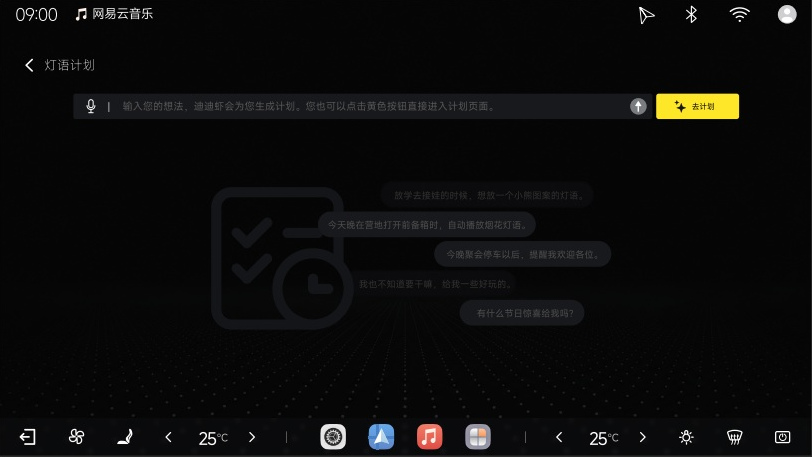 09:00 网易云音乐
灯语计划
输入您的想法，迪迪虾会为您生成计划。您也可以点击黄色按钮直接进入计划页面。
去计划
放学去接娃的时候，想放一个小熊图案的灯语。
今天晚在营地打开前备箱时，自动播放烟花灯语。
今晚聚会停车以后，提醒我欢迎各位。
我也不知道要干嘛，给我一些好玩的。
有什么节日惊喜给我吗?
25°C
25°C